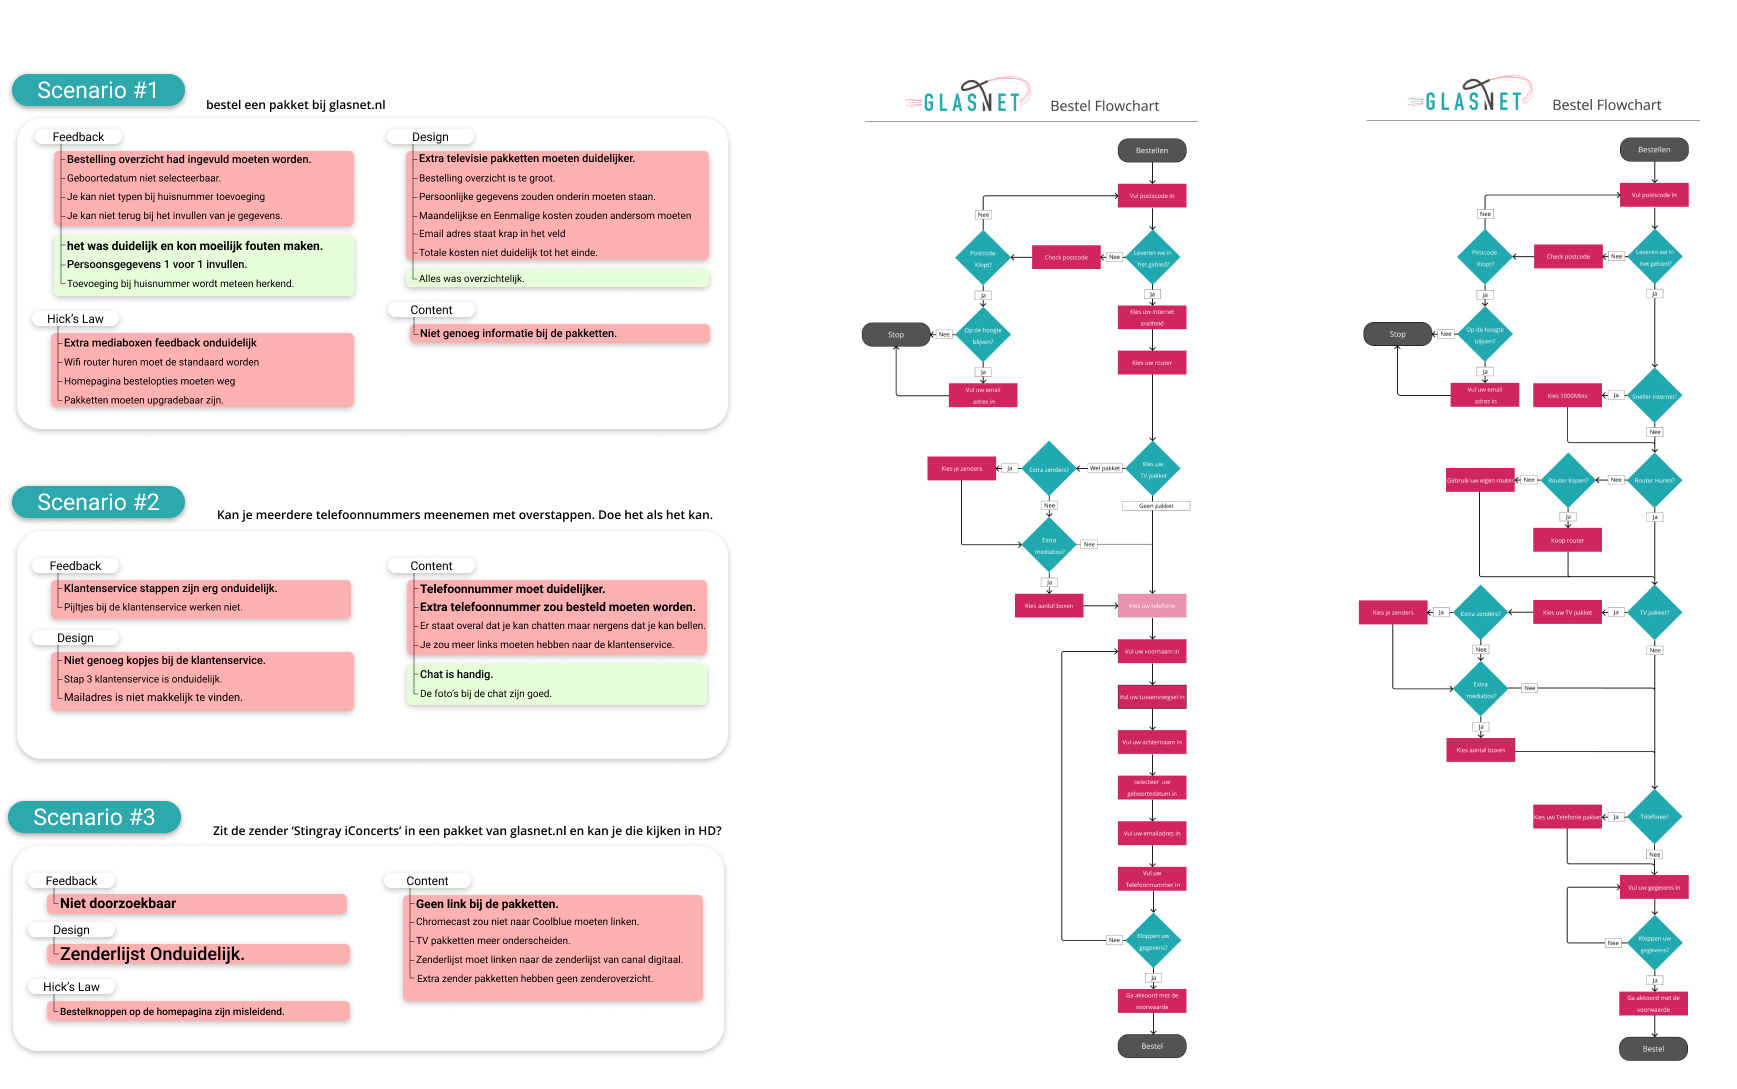 Scenario #1
bestel een pakket bij glasnet.nl
Feedback
Bestelling overzicht had ingevuld moeten worden.
Geboortedatum niet selecteerbaar.
Je kan niet typen bij huisnummer toevoeging
Je kan niet terug bij het invullen van je gegevens.
het was duidelijk en kon moeilijk fouten maken.
Persoonsgegevens 1 voor 1 invullen.
Toevoeging bij huisnummer wordt meteen herkend.
Hick's Law
Extra mediaboxen feedback onduidelijk
Wifi router huren moet de standaard worden
Homepagina bestelopties moeten weg
Pakketten moeten upgradebaar zijn.
Design
Extra televisie pakketten moeten duidelijker.
Bestelling overzicht is te groot.
Persoonlijke gegevens zouden onderin moeten staan.
Maandelijkse en Eenmalige kosten zouden andersom moeten
Email adres staat krap in het veld
Totale kosten niet duidelijk tot het einde.
Alles was overzichtelijk.
Content
Niet genoeg informatie bij de pakketten.
Scenario #2
Kan je meerdere telefoonnummers meenemen met overstappen. Doe het als het kan.
Feedback
Klantenservice stappen zijn erg onduidelijk.
Pijltjes bij de klantenservice werken niet.
Design
Niet genoeg kopjes bij de klantenservice.
Stap 3 klantenservice is onduidelijk.
Mailadres is niet makkelijk te vinden.
Content
Telefoonnummer moet duidelijker.
Extra telefoonnummer zou besteld moeten worden.
Er staat overal dat je kan chatten maar nergens dat je kan bellen.
Je zou meer links moeten hebben naar de klantenservice.
Chat is handig.
De foto's bij de chat zijn goed.
Scenario #3
Zit de zender 'Stingray iConcerts' in een pakket van glasnet.nl en kan je die kijken in HD?
Feedback
Niet doorzoekbaar
Design
Zenderlijst Onduidelijk.
Hick's Law
Bestelknoppen op de homepagina zijn misleidend.
Content
Geen link bij de pakketten.
Chromecast zou niet naar Coolblue moeten linken.
TV pakketten meer onderscheiden.
Zenderlijst moet linken naar de zenderlijst van canal digitaal.
Extra zender pakketten hebben geen zenderoverzicht.
GLASNET
Bestel Flowchart
Bestellen
Vul postscode in
Nee
Postcode
Klopt?
Check postcode
Nee
Leveren we in
het gebied?
Ja
Ja
Kies uw internet
snelheid
Op de hoogte
blijven?
Nee
Stop
Kies uw router
Ja
Vul uw email
adres in
Kies je zenders
Ja
Extra zenders?
Wel pakket
Kies uw
TV pakket
Nee
Geen pakket
Extra
mediabox?
Nee
Ja
Kies aantal boxen
Kies uw telefonie
Vul uw voornaam in
Vul uw tussenvoegsel in
Vul uw achternaam in
selecteer uw
geboortedatum in
Vul uw emailadres in
Vul uw
Telefoonnummer in
Nee
Kloppen uw
gegevens?
Ja
Ga akkoord met de
voorwaarde
Bestel
GLASNET
Bestel Flowchart
Bestellen
Vul postscode in
Nee
Postcode
Klopt?
Check postcode
Nee
Leveren we in
het gebied?
Ja
Ja
Stop
Nee
Op de hoogte
blijven?
Ja
Vul uw email
adres in
Kies 1000Mbts
Ja
Sneller internet?
Nee
Gebruik uw eigen router
Nee
Router kopen?
Nee
Router Huren?
Ja
Ja
Koop router
Kies je zenders
Ja
Extra zenders?
Kies uw TV pakket
Ja
TV pakket?
Nee
Nee
Extra
mediabox?
Nee
Ja
Kies aantal boxen
Kies uw Telefonie pakket
Ja
Telefonie?
Nee
Vul uw gegevens in
Nee
Kloppen uw
gegevens?
Ja
Ga akkoord met de
voorwaarde
Bestel